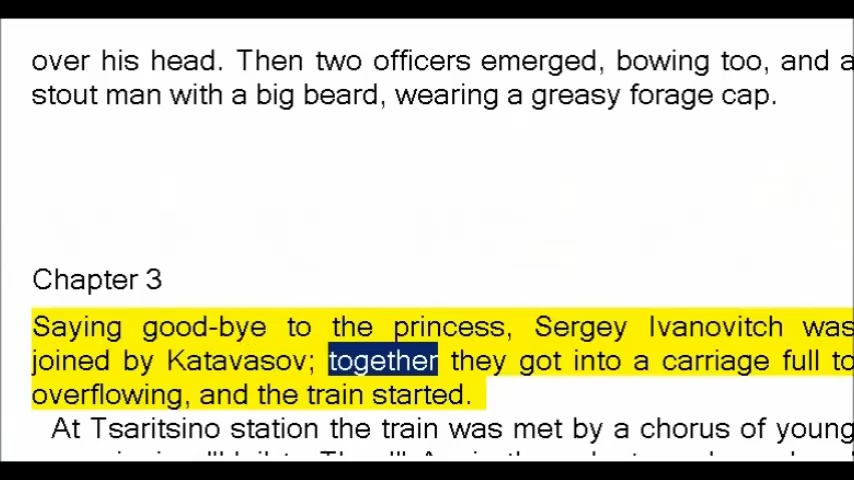 over his head. Then two officers emerged, bowing too, and a
stout man with a big beard, wearing a greasy forage cap.
Chapter 3
Saying good-bye to the princess, Sergey Ivanovitch was
joined by Katavasov; together they got into a carriage full to
overflowing, and the train started.
At Tsaritsino station the train was met by a chorus of young